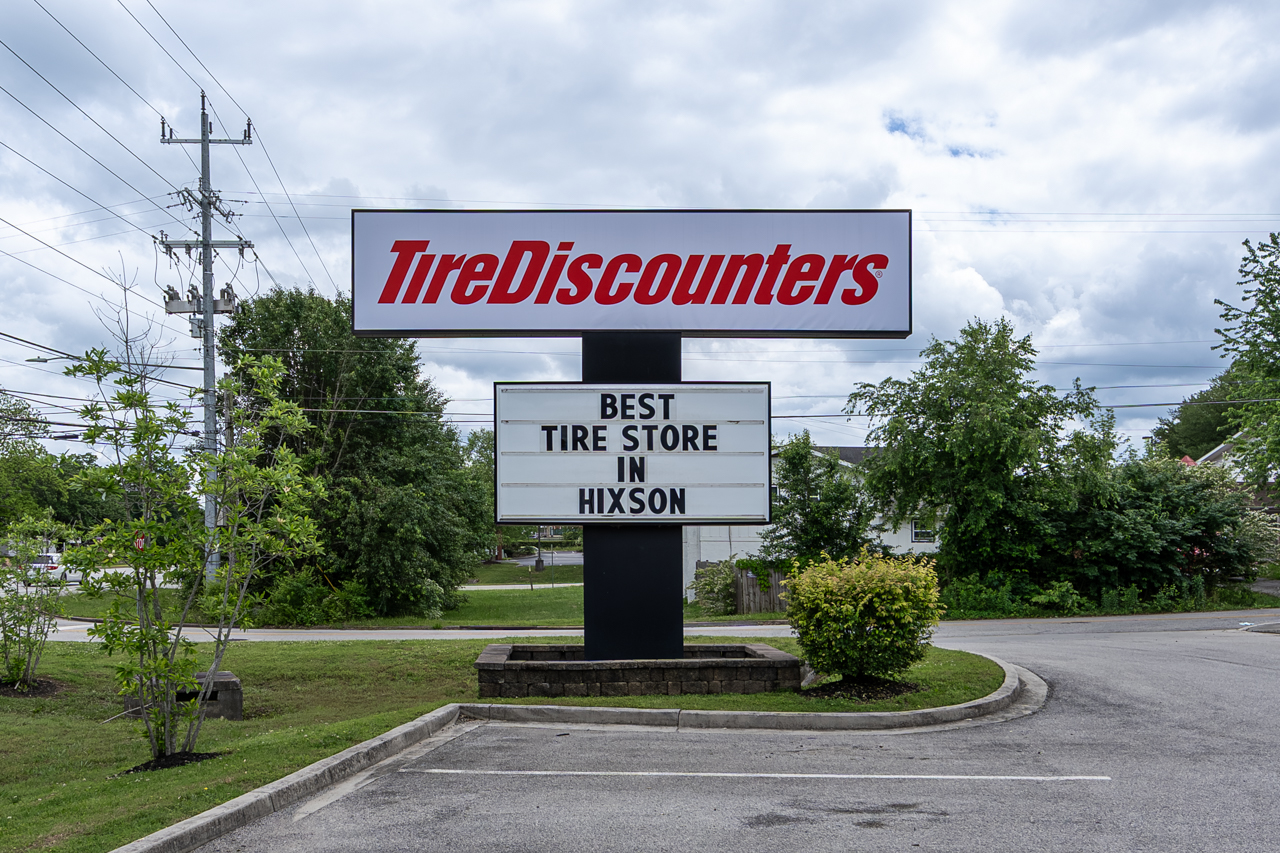 TireDiscounters®
BEST
TIRE STORE
IN
HIXSON